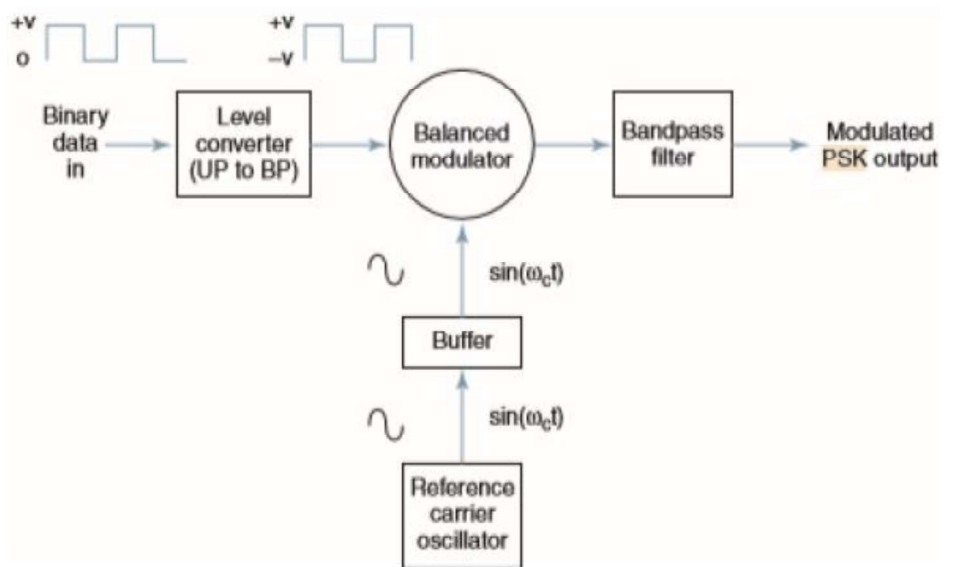 +V
0
+V
–V
Binary
data
in
Level
converter
(UP to BP)
Balanced
modulator
Bandpass
filter
Modulated
PSK output
sin(ωct)
Buffer
sin(ωct)
Reference
carrier
oscillator